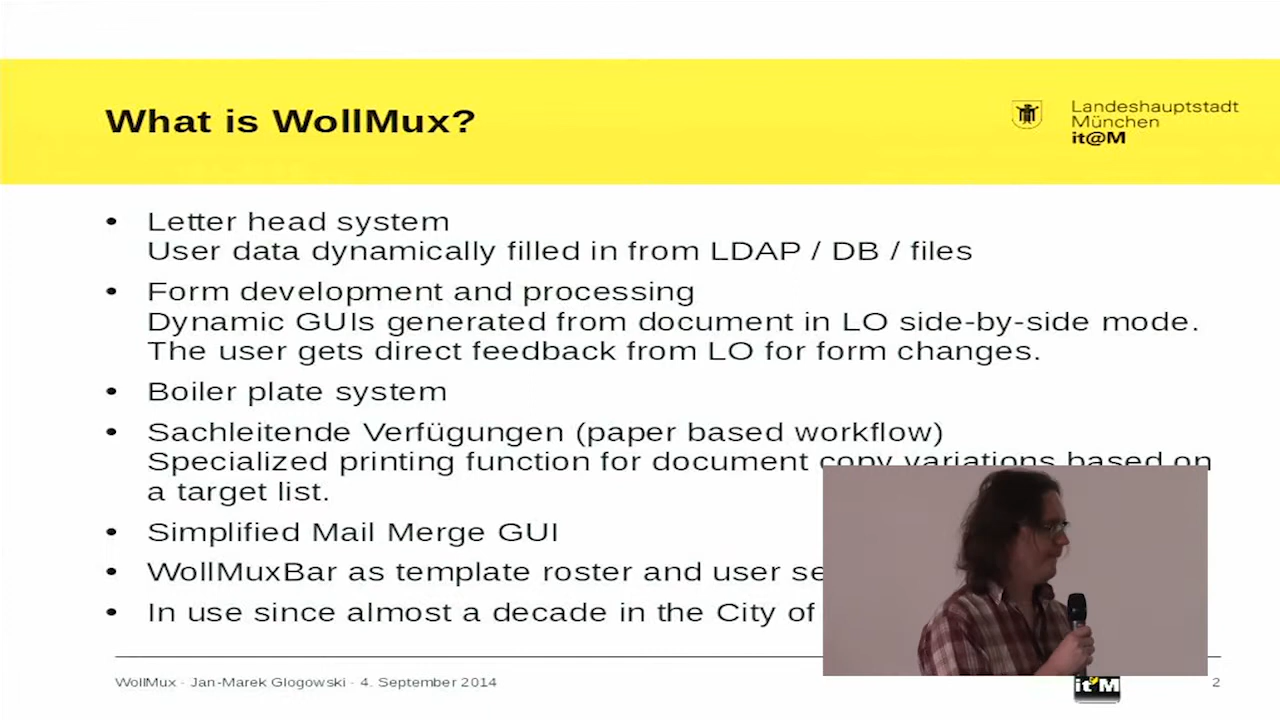 What is WollMux?
Landeshauptstadt
München
it@M
• Letter head system
User data dynamically filled in from LDAP / DB / files
• Form development and processing
Dynamic GUIs generated from document in LO side-by-side mode.
The user gets direct feedback from LO for form changes.
• Boiler plate system
• Sachleitende Verfügungen (paper based workflow)
Specialized printing function for document copy variations based on
a target list.
• Simplified Mail Merge GUI
• WollMuxBar as template roster and user
• In use since almost a decade in the City of
WollMux - Jan-Marek Glogowski - 4. September 2014
it@M
2